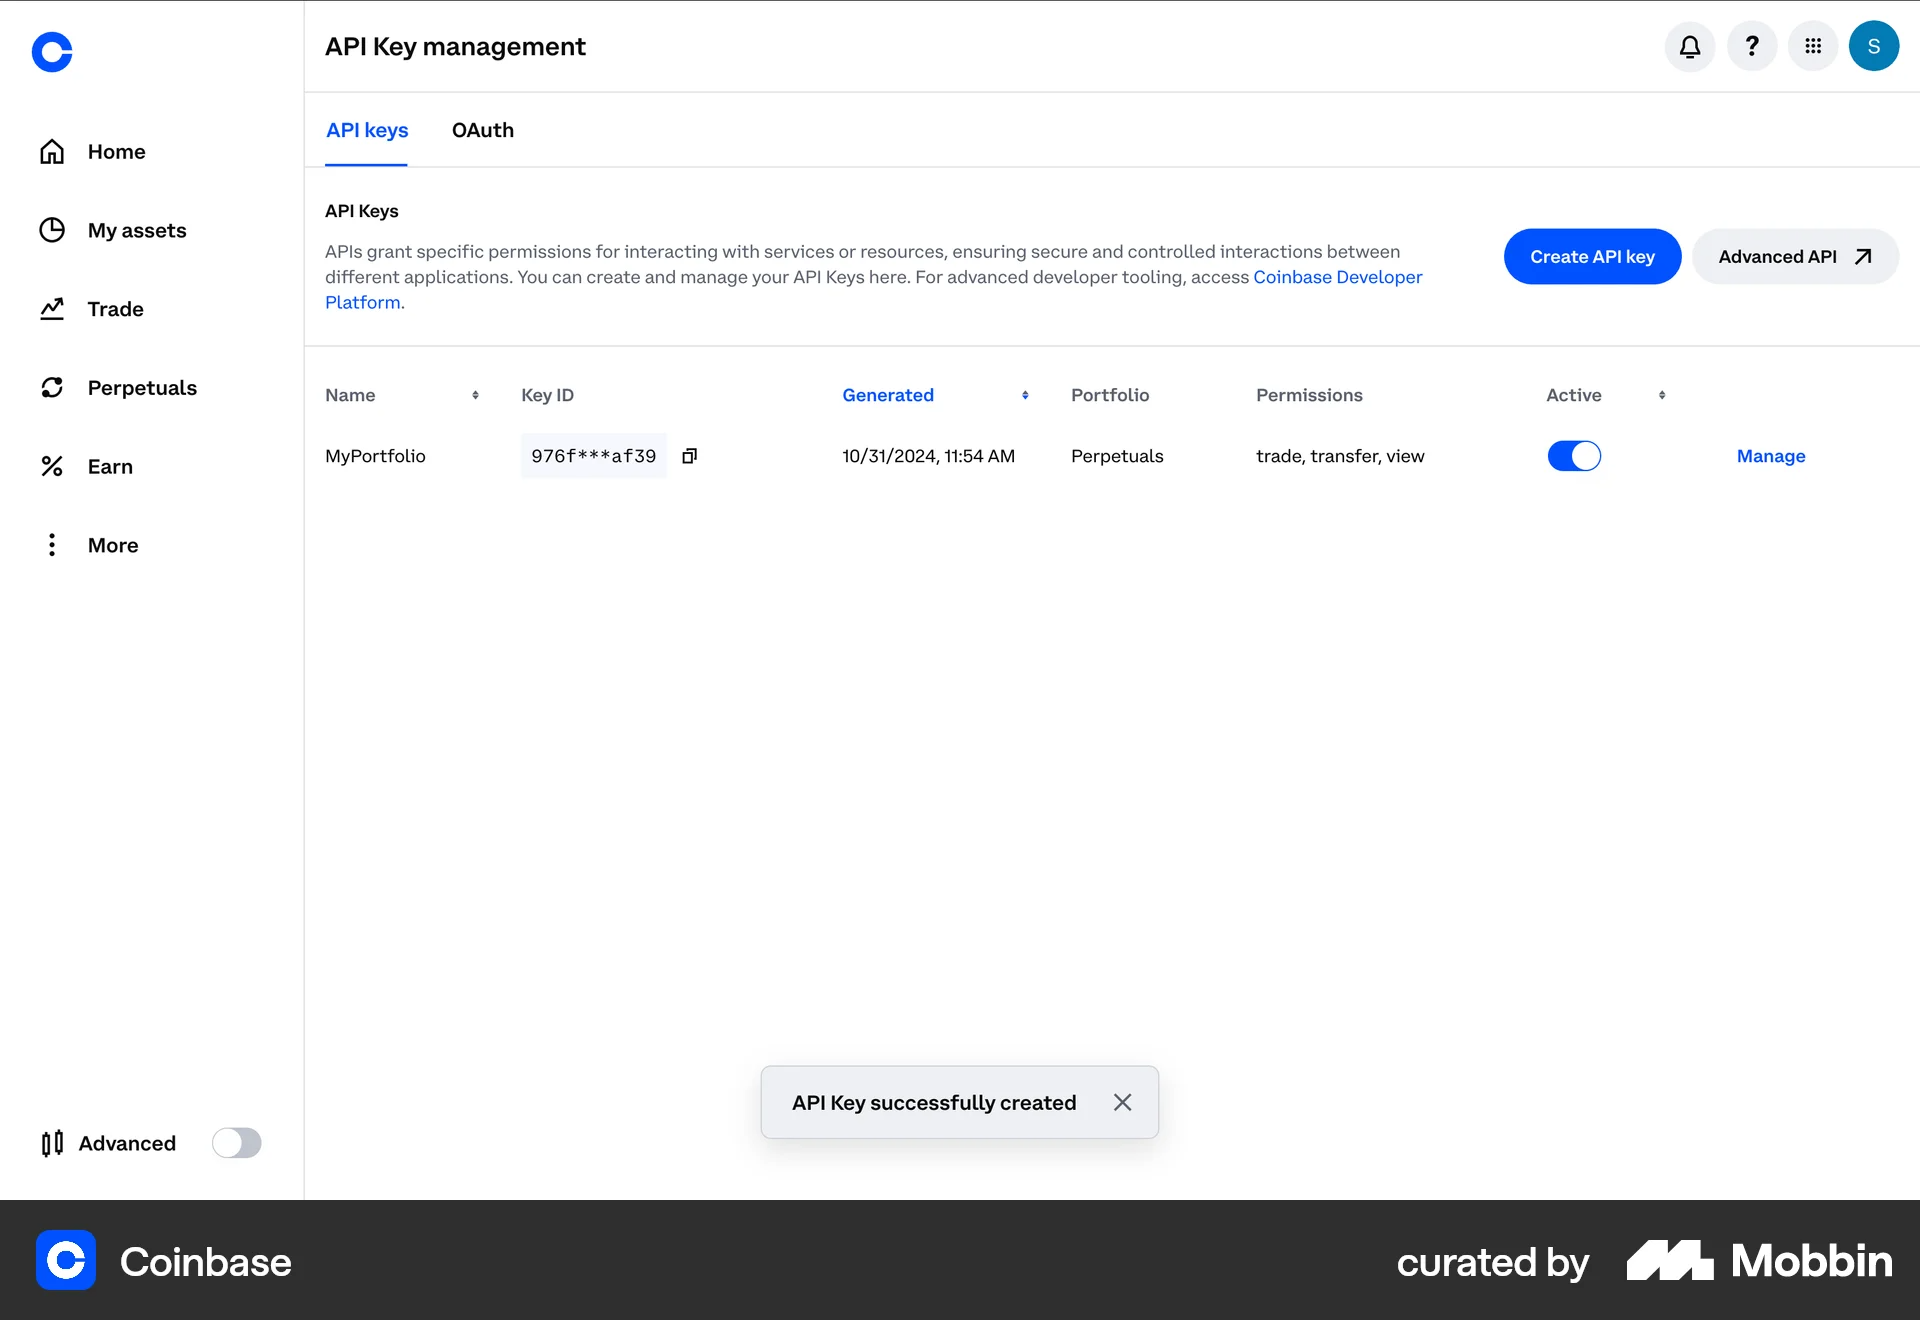 API Key management
?
S
Home
My assets
Trade
Perpetuals
Earn
More
API keys
OAuth
API Keys
APIs grant specific permissions for interacting with services or resources, ensuring secure and controlled interactions between
different applications. You can create and manage your API Keys here. For advanced developer tooling, access Coinbase Developer
Platform.
Create API key
Advanced API
Name
Key ID
Generated
Portfolio
Permissions
Active
MyPortfolio
976f***af39
10/31/2024, 11:54 AM
Perpetuals
trade, transfer, view
Manage
API Key successfully created
Advanced
Coinbase
curated by
Mobbin